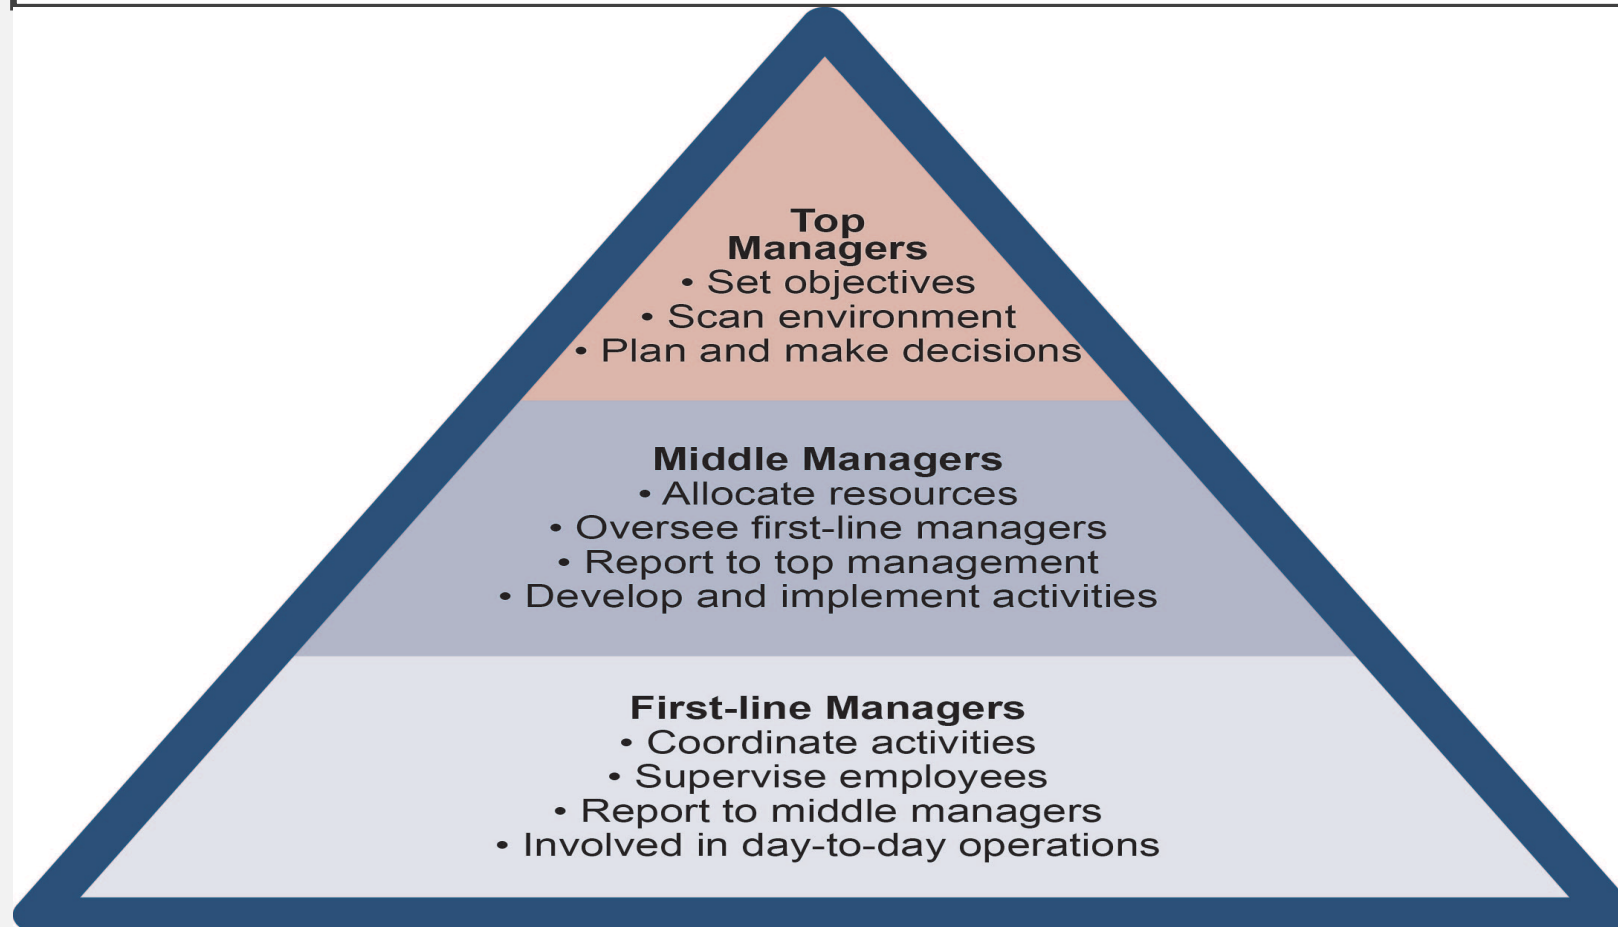 Top
Managers
• Set objectives
• Scan environment
• Plan and make decisions
Middle Managers
• Allocate resources
• Oversee first-line managers
• Report to top management
• Develop and implement activities
First-line Managers
• Coordinate activities
• Supervise employees
• Report to middle managers
• Involved in day-to-day operations